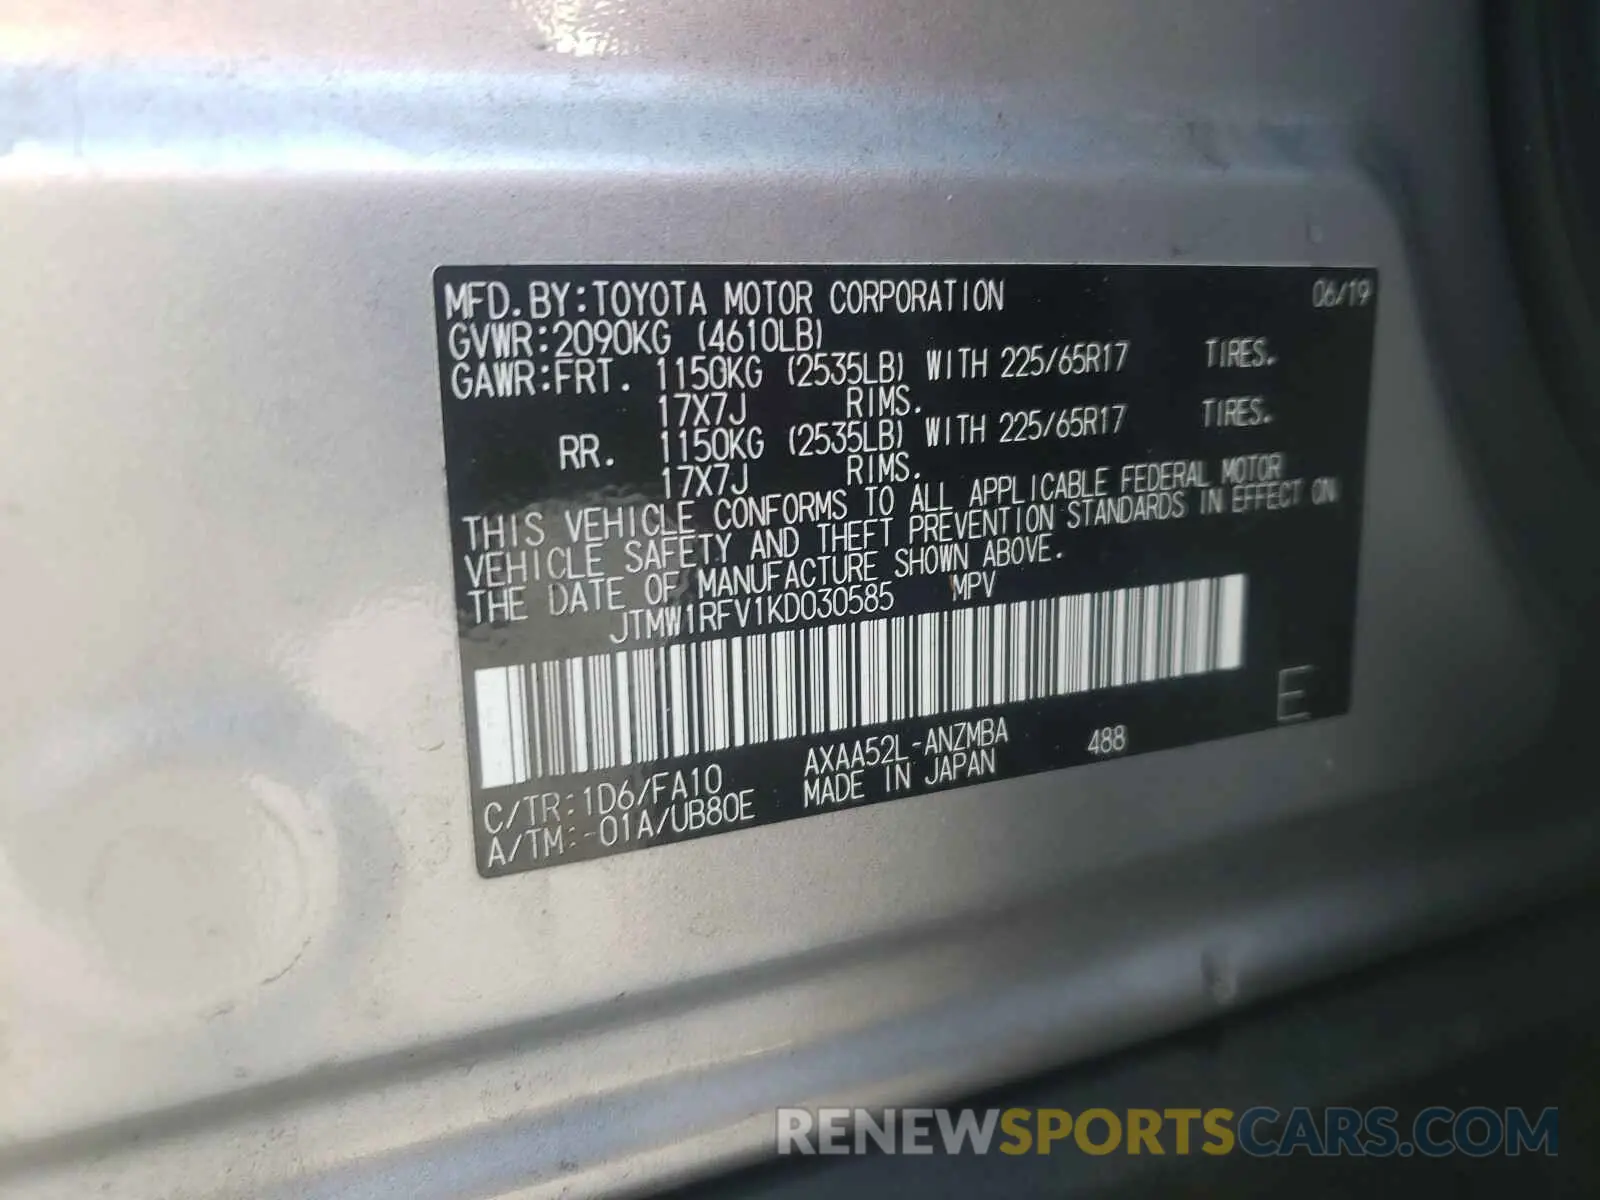 MFD.BY:TOYOTA MOTOR CORPORATION 06/19
GVWR:2090KG (4610LB)
GAWR:FRT. 1150KG (2535LB) WITH 225/65R17 TIRES.
17X7J RIMS.
RR. 1150KG (2535LB) WITH 225/65R17 TIRES.
17X7J RIMS.
THIS VEHICLE CONFORMS TO ALL APPLICABLE FEDERAL MOTOR
VEHICLE SAFETY AND THEFT PREVENTION STANDARDS IN EFFECT ON
THE DATE OF MANUFACTURE SHOWN ABOVE.
JTMW1RFV1KD030585 MPV
E
C/TR:1D6/FA10 AXAA52L-ANZMBA 488
A/TM:-01A/UB80E MADE IN JAPAN
RENEWSPORTSCARS.COM